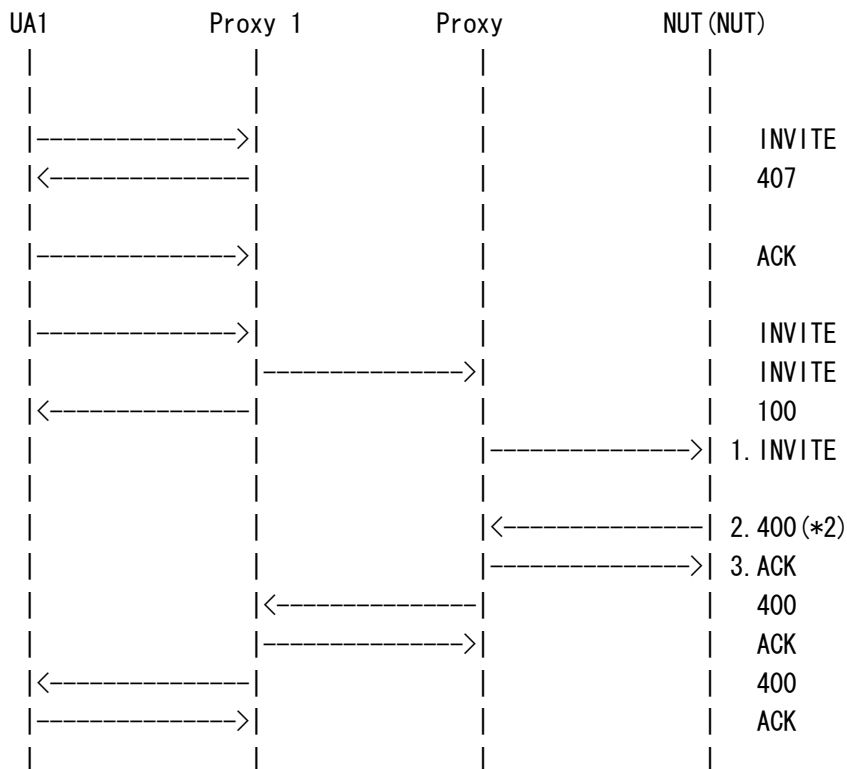 UA1 Proxy 1 Proxy NUT(NUT)
INVITE
407
ACK
INVITE
INVITE
100
1. INVITE
2. 400(*2)
3. ACK
400
ACK
400
ACK